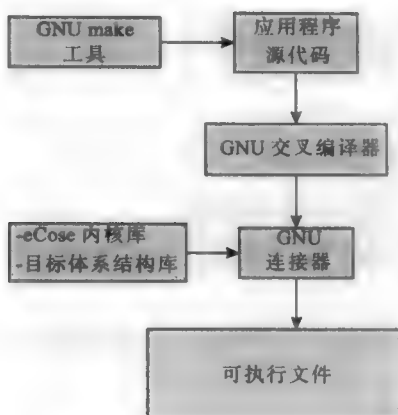 GNU make
工具
应用程序
源代码
GNU 交叉编译器
-eCose 内核库
-目标体系结构库
GNU
连接器
可执行文件